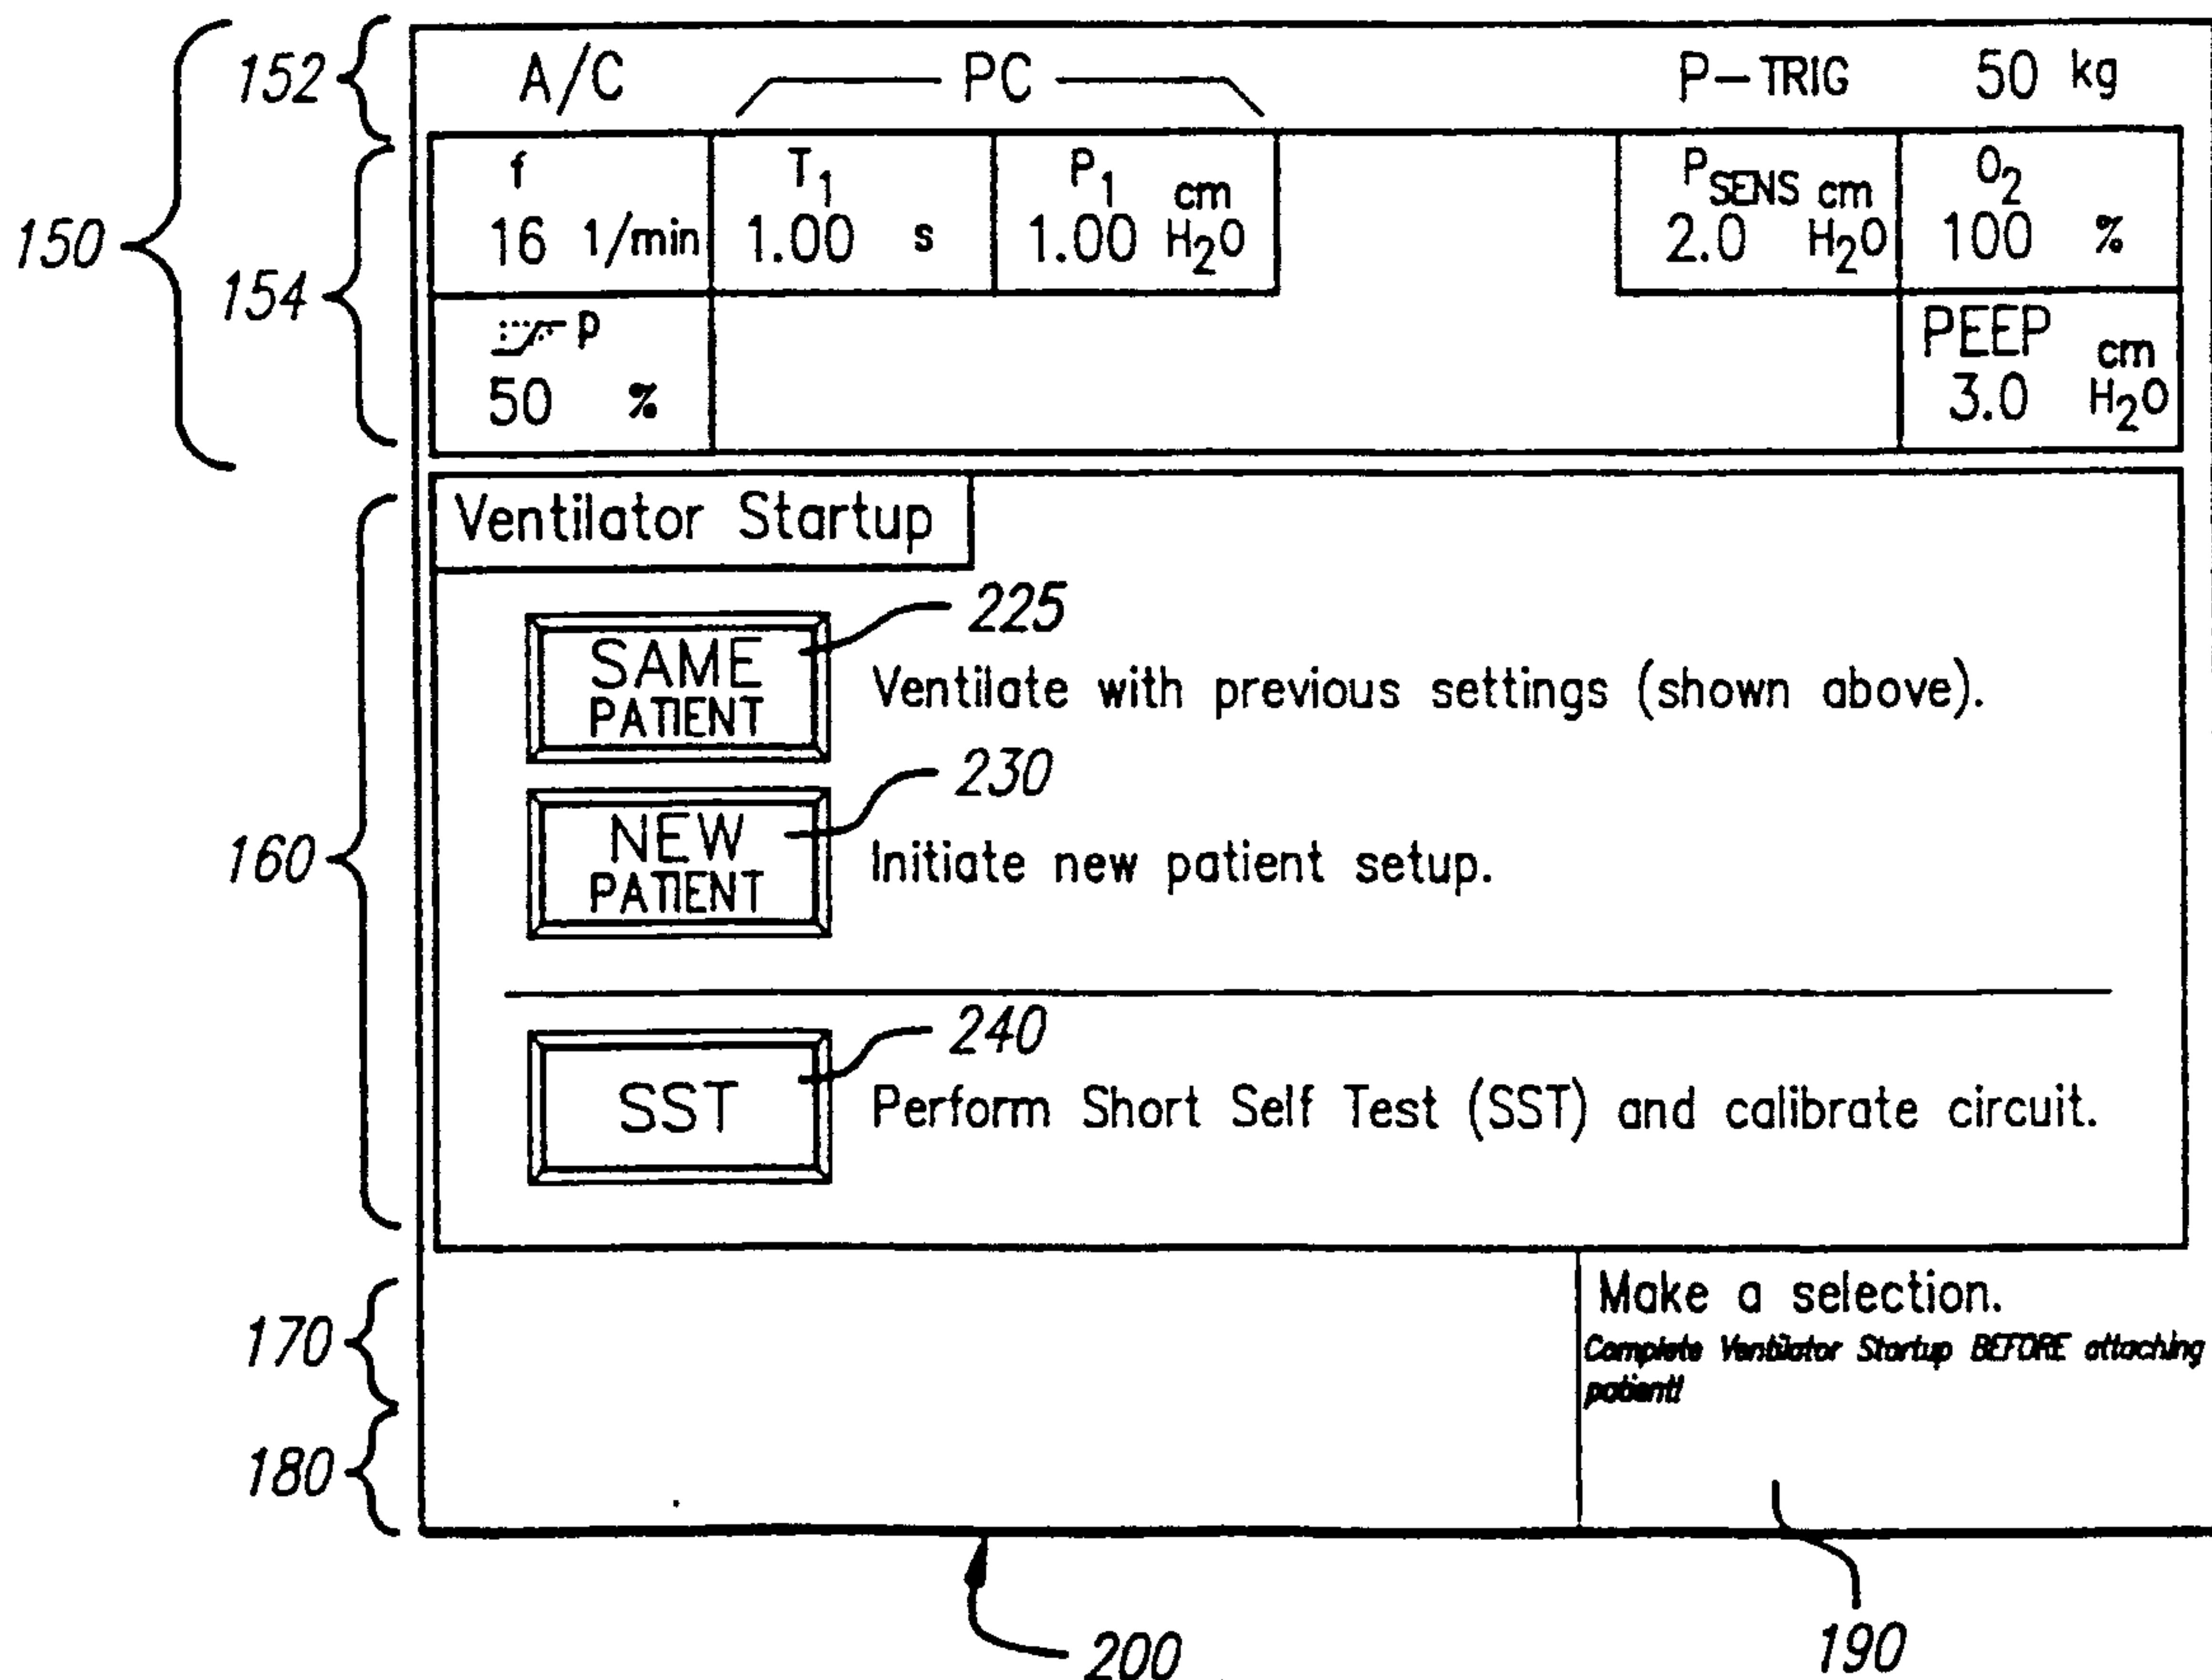 150
152
A/C PC P-TRIG 50 kg
154
f
16 1/min
T1
1.00 s
P1 cm
1.00 H2O
PSENS cm
2.0 H2O
O2
100 %
P
50 %
PEEP cm
3.0 H2O
160
Ventilator Startup
225
SAME
PATIENT
Ventilate with previous settings (shown above).
230
NEW
PATIENT
Initiate new patient setup.
240
SST
Perform Short Self Test (SST) and calibrate circuit.
170
180
Make a selection.
Complete Ventilator Startup BEFORE attaching
patient!
200
190